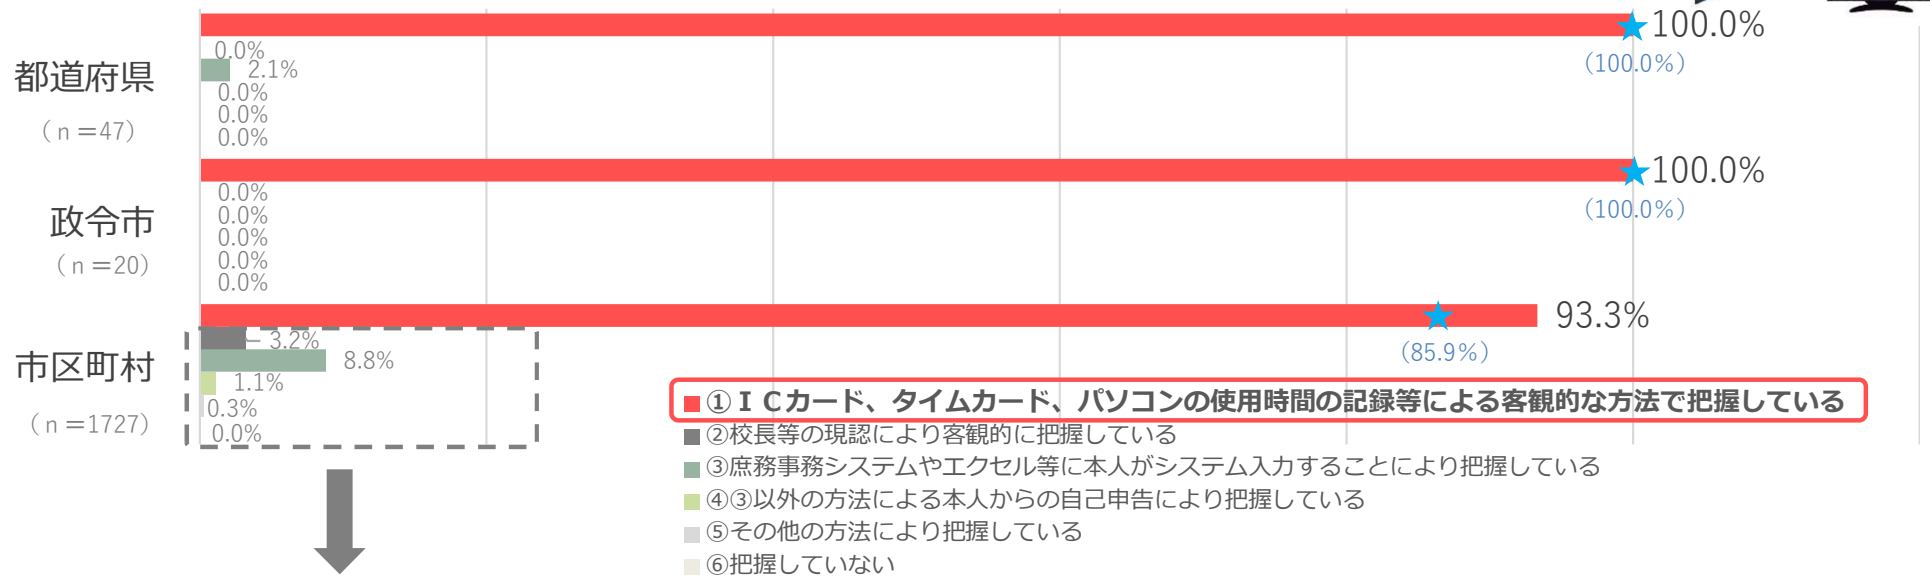 100.0%
(100.0%)
都道府県
(n=47)
0.0%
2.1%
0.0%
0.0%
0.0%
100.0%
(100.0%)
政令市
(n=20)
0.0%
0.0%
0.0%
0.0%
0.0%
93.3%
(85.9%)
市区町村
(n=1727)
3.2%
8.8%
1.1%
0.3%
0.0%
①ＩＣカード、タイムカード、パソコンの使用時間の記録等による客観的な方法で把握している
②校長等の現認により客観的に把握している
③庶務事務システムやエクセル等に本人がシステム入力することにより把握している
④③以外の方法による本人からの自己申告により把握している
⑤その他の方法により把握している
⑥把握していない